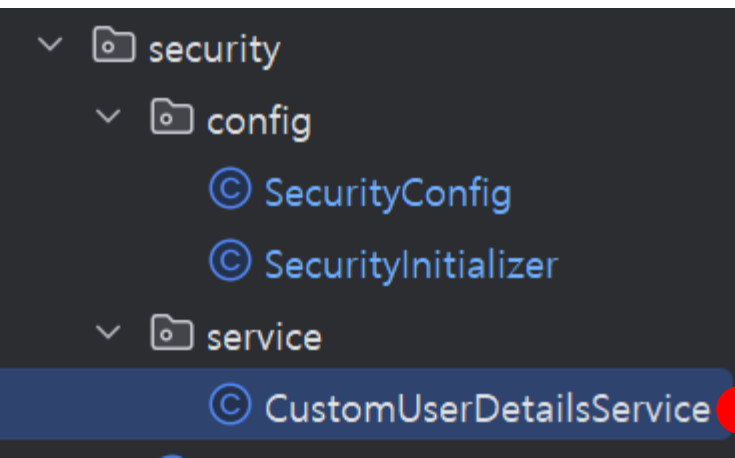 security
config
SecurityConfig
SecurityInitializer
service
CustomUserDetailsService